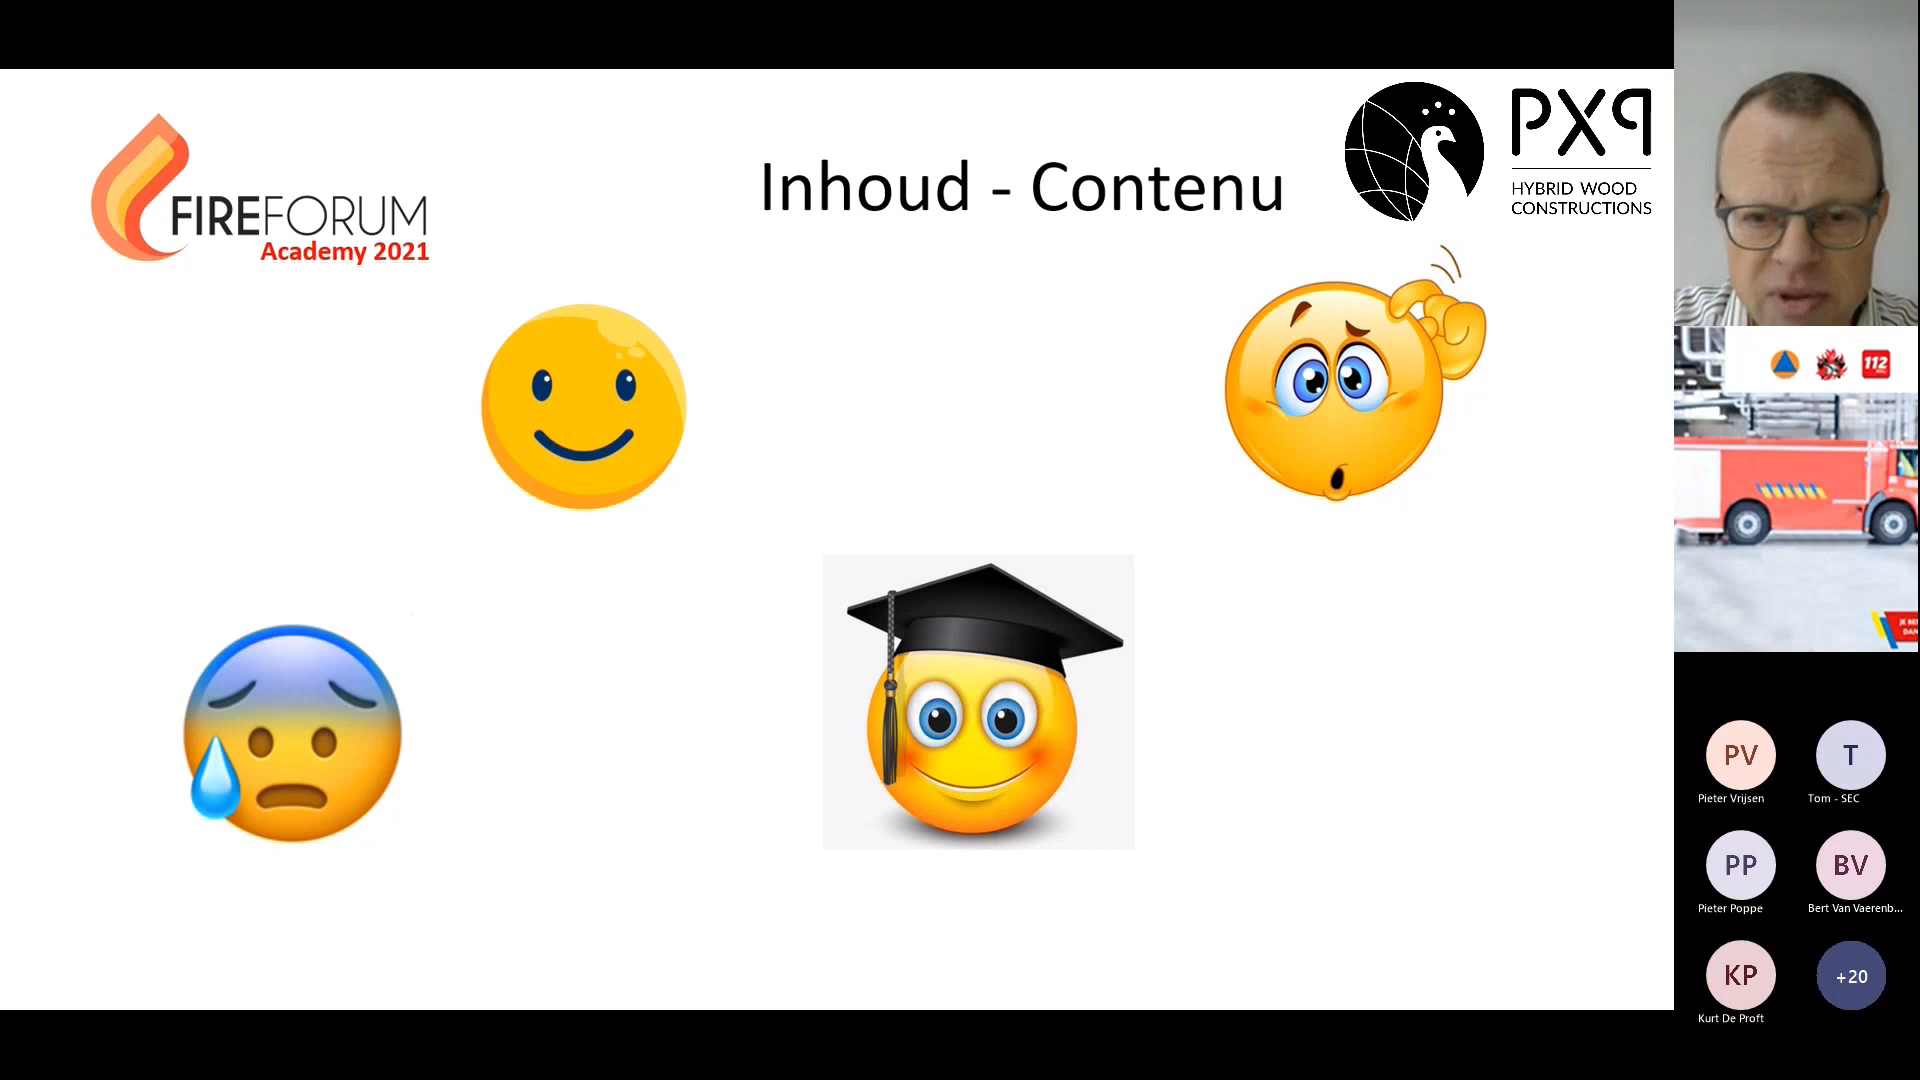 FIREFORUM
Academy 2021
Inhoud - Contenu
PXP
HYBRID WOOD
CONSTRUCTIONS
112
PV
Pieter Vrijsen
T
Tom - SEC
PP
Pieter Poppe
BV
Bert Van Vaerenb...
KP
Kurt De Proft
+20